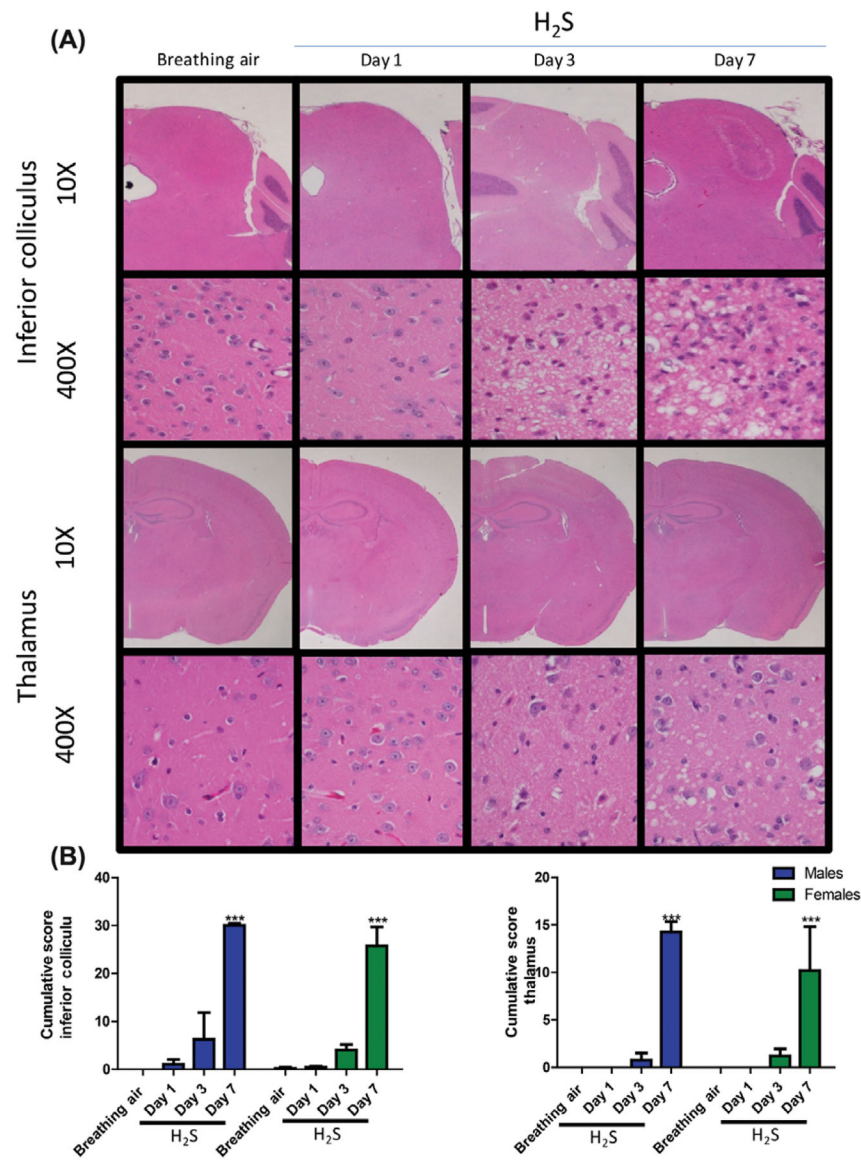 (A)
H₂S
Breathing air
Day 1
Day 3
Day 7
Inferior colliculus
10X
400X
Thalamus
10X
400X
(B)
Cumulative score
inferior colliculu
40
30
20
10
0
***
***
Breathing air
Day 1
Day 3
Day 7
H₂S
Breathing air
Day 1
Day 3
Day 7
H₂S
Males
Females
Cumulative score
thalamus
20
15
10
5
0
***
***
Breathing air
Day 1
Day 3
Day 7
H₂S
Breathing air
Day 1
Day 3
Day 7
H₂S